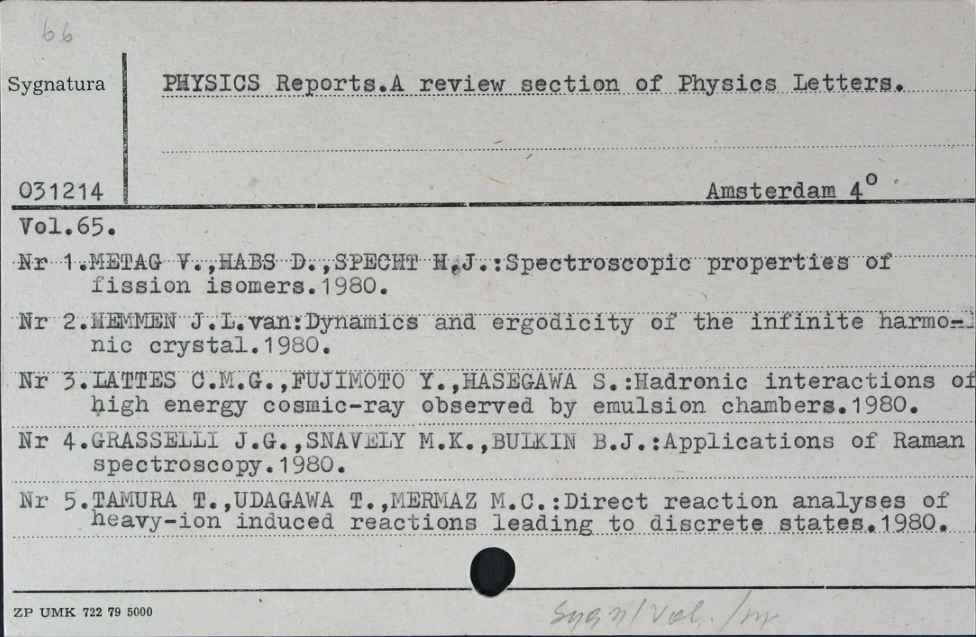 66
Sygnatura
PHYSICS Reports.A review section of Physics Letters.
031214
Amsterdam 4°
Vol.65.
Nr 1.METAG V.,HABS D.,SPECHT H.J.:Spectroscopic properties of
fission isomers.1980.
Nr 2.HEMMEN J.L.van:Dynamics and ergodicity of the infinite harmo-
nic crystal.1980.
Nr 3.LATTES C.M.G.,FUJIMOTO Y.,HASEGAWA S.:Hadronic interactions of
high energy cosmic-ray observed by emulsion chambers.1980.
Nr 4.GRASSELLI J.G.,SNAVELY M.K.,BULKIN B.J.:Applications of Raman
spectroscopy.1980.
Nr 5.TAMURA T.,UDAGAWA T.,MERMAZ M.C.:Direct reaction analyses of
heavy-ion induced reactions leading to discrete states.1980.
ZP UMK 722 79 5000
Sygn/vol./nr